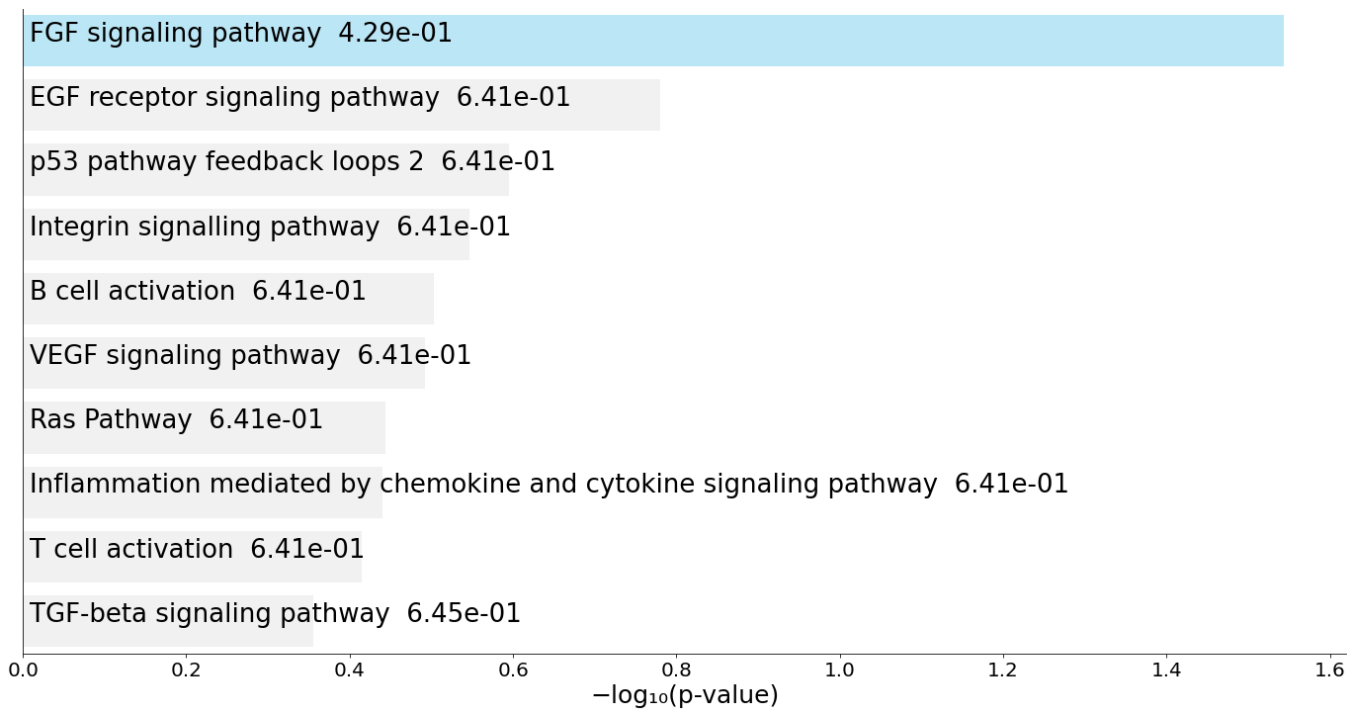 FGF signaling pathway  4.29e-01
EGF receptor signaling pathway  6.41e-01
p53 pathway feedback loops 2  6.41e-01
Integrin signalling pathway  6.41e-01
B cell activation  6.41e-01
VEGF signaling pathway  6.41e-01
Ras Pathway  6.41e-01
Inflammation mediated by chemokine and cytokine signaling pathway  6.41e-01
T cell activation  6.41e-01
TGF-beta signaling pathway  6.45e-01
0.0 0.2 0.4 0.6 0.8 1.0 1.2 1.4 1.6
−log₁₀(p-value)